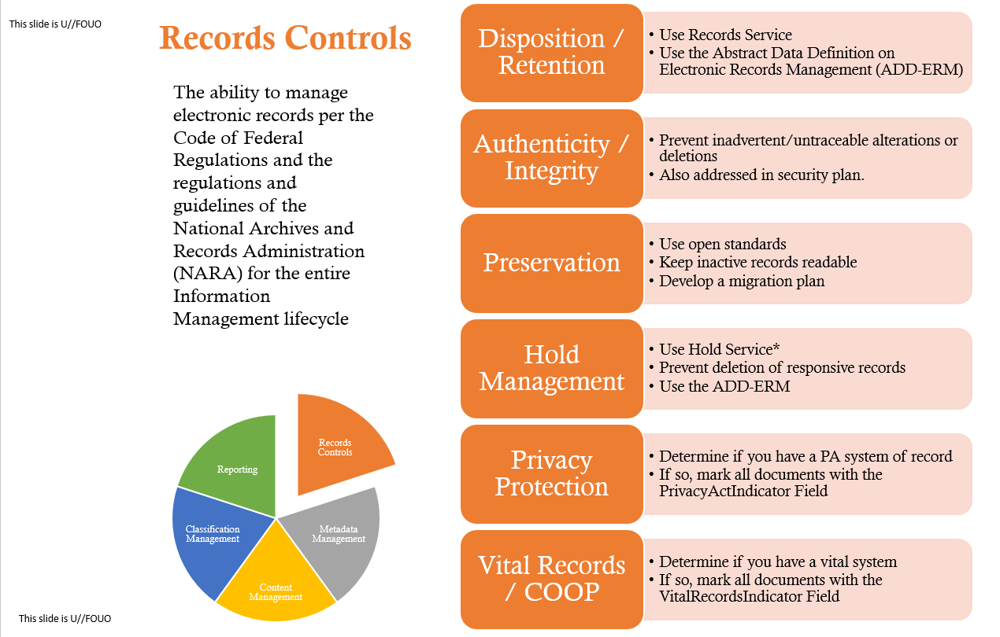 This slide is U//FOUO
Records Controls
The ability to manage
electronic records per the
Code of Federal
Regulations and the
regulations and
guidelines of the
National Archives and
Records Administration
(NARA) for the entire
Information
Management lifecycle
Records
Controls
Reporting
Classification
Management
Metadata
Management
Content
Management
This slide is U//FOUO
Disposition /
Retention
• Use Records Service
• Use the Abstract Data Definition on
Electronic Records Management (ADD-ERM)
Authenticity /
Integrity
• Prevent inadvertent/untraceable alterations or
deletions
• Also addressed in security plan.
Preservation
• Use open standards
• Keep inactive records readable
• Develop a migration plan
Hold
Management
• Use Hold Service*
• Prevent deletion of responsive records
• Use the ADD-ERM
Privacy
Protection
• Determine if you have a PA system of record
• If so, mark all documents with the
PrivacyActIndicator Field
Vital Records
/ COOP
• Determine if you have a vital system
• If so, mark all documents with the
VitalRecordsIndicator Field